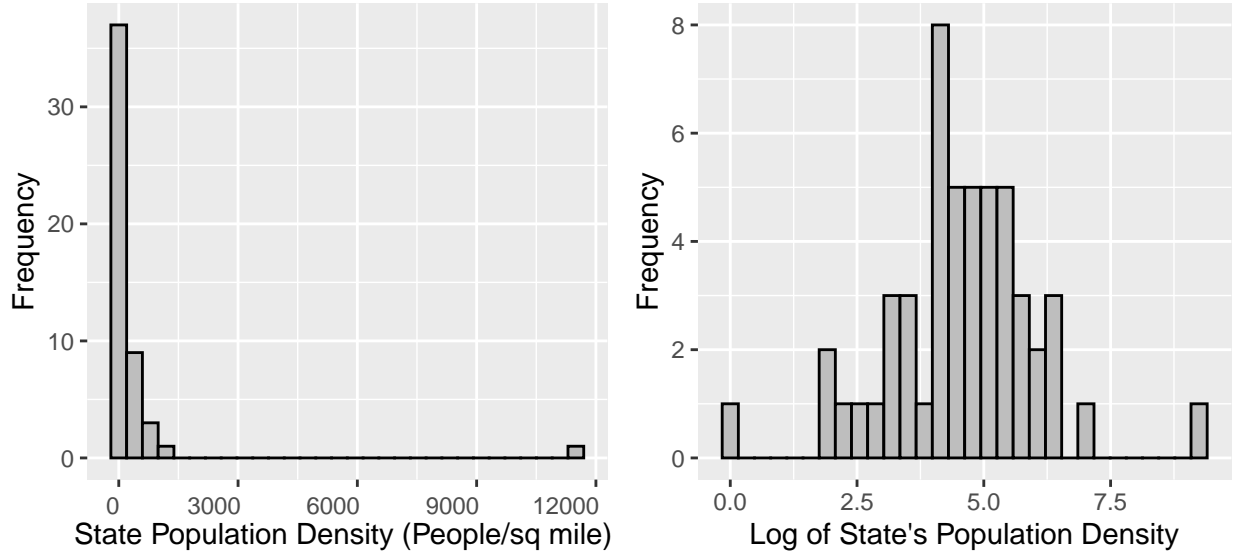 Frequency
30
20
10
0
0 3000 6000 9000 12000
State Population Density (People/sq mile)
Frequency
8
6
4
2
0
0.0 2.5 5.0 7.5
Log of State's Population Density